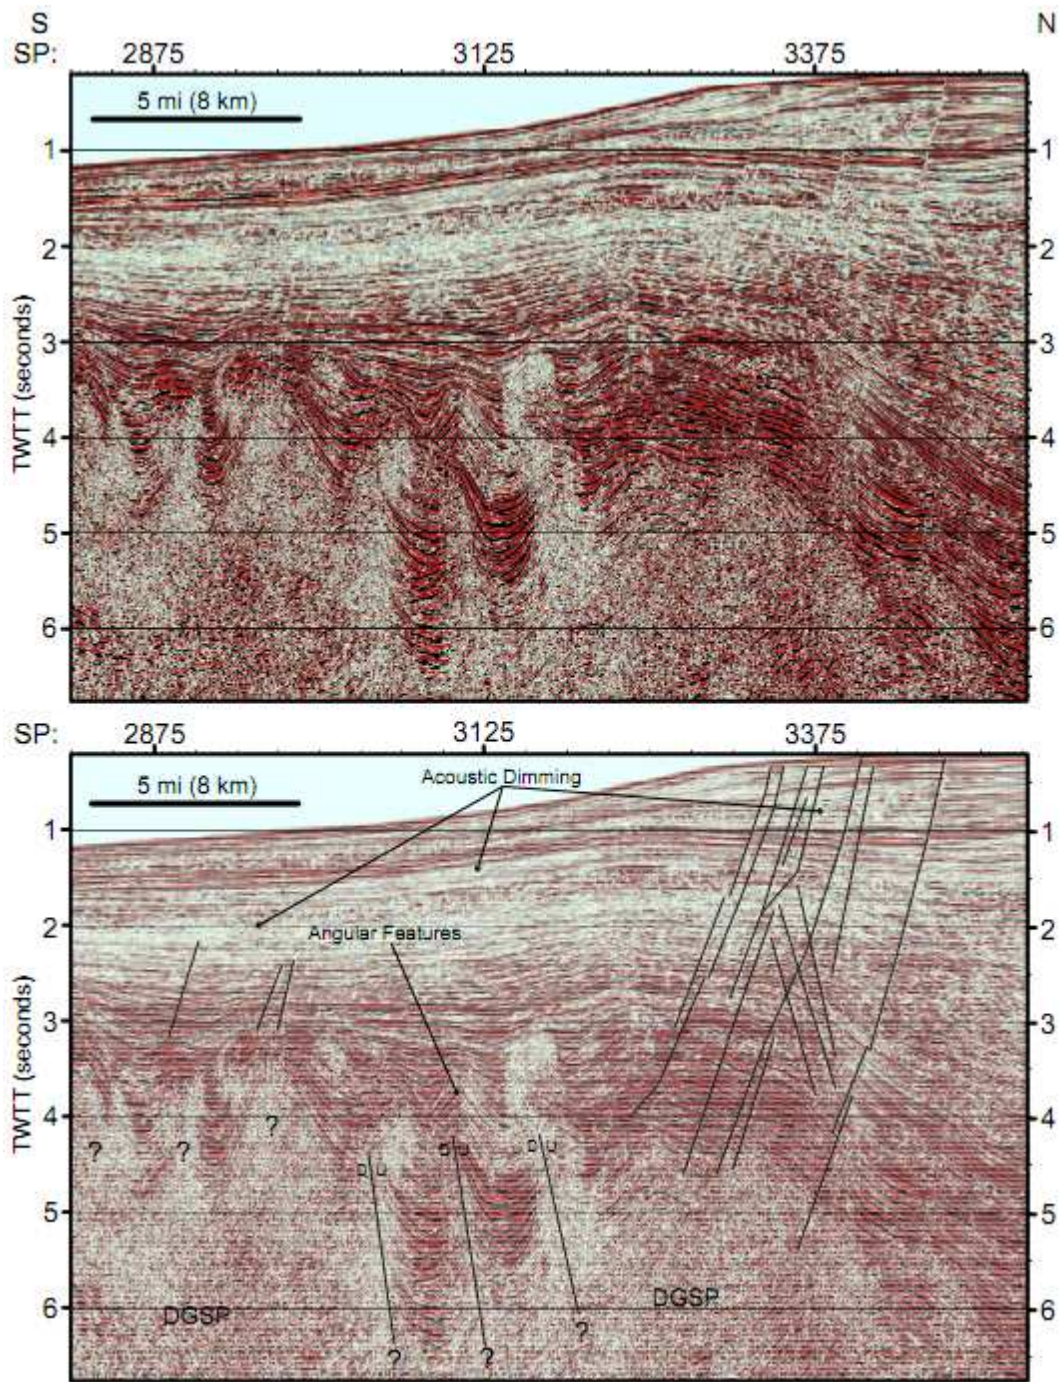 S N
SP: 2875 3125 3375
5 mi (8 km)
1 1
2 2
TWTT (seconds)
3 3
4 4
5 5
6 6
SP: 2875 3125 3375
Acoustic Dimming
5 mi (8 km)
1 1
2 2
Angular Features
TWTT (seconds)
3 3
4 4
? ? ?
D U D U D U
5 5
DGSP DGSP
6 6
? ? ?